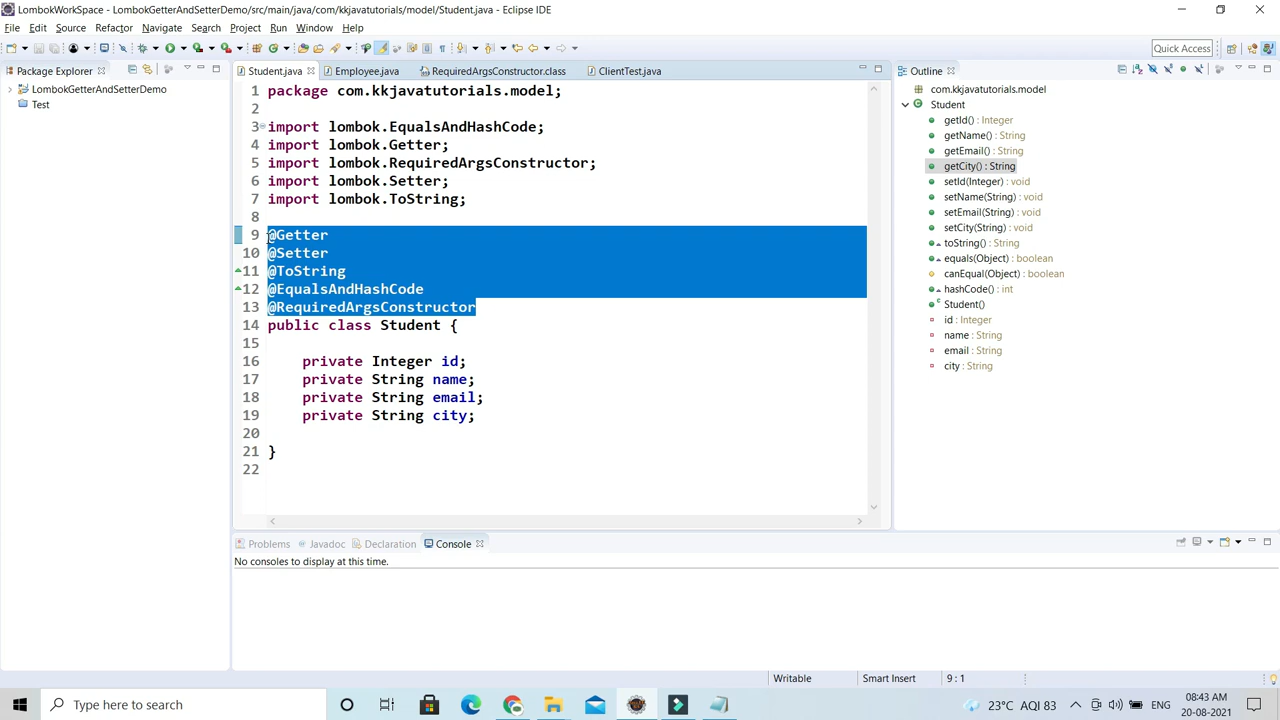 LombokWorkSpace - LombokGetterAndSetterDemo/src/main/java/com/kkjavatutorials/model/Student.java - Eclipse IDE
File Edit Source Refactor Navigate Search Project Run Window Help
Quick Access
Package Explorer
LombokGetterAndSetterDemo
Test
Student.java Employee.java RequiredArgsConstructor.class ClientTest.java
1 package com.kkjavatutorials.model;
2
3 import lombok.EqualsAndHashCode;
4 import lombok.Getter;
5 import lombok.RequiredArgsConstructor;
6 import lombok.Setter;
7 import lombok.ToString;
8
9 @Getter
10 @Setter
11 @ToString
12 @EqualsAndHashCode
13 @RequiredArgsConstructor
14 public class Student {
15
16 private Integer id;
17 private String name;
18 private String email;
19 private String city;
20
21 }
22
Outline
com.kkjavatutorials.model
Student
getId() : Integer
getName() : String
getEmail() : String
getCity() : String
setId(Integer) : void
setName(String) : void
setEmail(String) : void
setCity(String) : void
toString() : String
equals(Object) : boolean
canEqual(Object) : boolean
hashCode() : int
Student()
id : Integer
name : String
email : String
city : String
Problems Javadoc Declaration Console
No consoles to display at this time.
Writable Smart Insert 9 : 1
Type here to search
23°C AQI 83 ENG 08:43 AM
20-08-2021